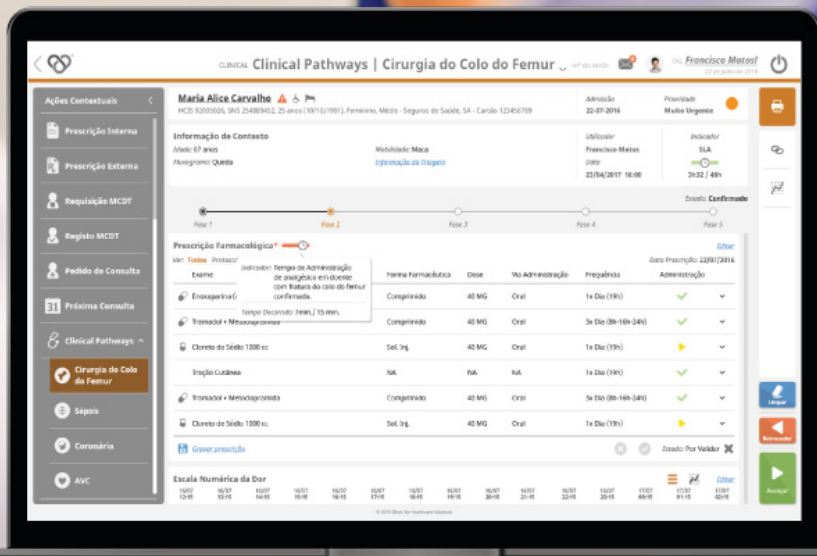 CLINICAL Clinical Pathways | Cirurgia do Colo do Femur
Francisco Matos
Ações Contextuais
Prescrição Interna
Prescrição Externa
Requisição MCDT
Registo MCDT
Pedido de Consulta
31 Próxima Consulta
Clinical Pathways
Cirurgia do Colo do Femur
Sépsis
Coronária
AVC
Maria Alice Carvalho
Feminino, Médis - Seguros de Saúde, SA - Cartão 123456789
Admissão
22-07-2016
Prioridade
Muito Urgente
Informação de Contexto
Idade: 67 anos
Mobilidade: Maca
Fluxograma: Queda
Informação da Triagem
Utilizador
Francisco Matos
Data
23/04/2017 16:00
Indicador
SLA
3h32 / 48h
Estado: Confirmado
Fase 1
Fase 2
Fase 3
Fase 4
Fase 5
Prescrição Farmacológica*
Editar
Ver: Todos
Data Prescrição: 22/07/2016
Indicador: Tempo de Administração
de analgésico em doente
com fratura do colo do femur
confirmada.
Tempo Decorrido: 7min./ 15 min.
Exame Forma Farmacêutica Dose Via Administração Frequência Administração
Enoxaparina Comprimido 40 MG Oral 1x Dia (19h)
Tramadol + Metoclopramida Comprimido 40 MG Oral 3x Dia (8h-16h-24h)
Cloreto de Sódio 1000 cc Sol. Inj. 40 MG Oral 1x Dia (19h)
Tração Cutânea NA NA NA 1x Dia (19h)
Tramadol + Metoclopramida Comprimido 40 MG Oral 3x Dia (8h-16h-24h)
Cloreto de Sódio 1000 cc Sol. Inj. 40 MG Oral 1x Dia (19h)
Gravar prescrição
Estado: Por Validar
Escala Numérica da Dor
Editar
Limpar
Retroceder
Avançar